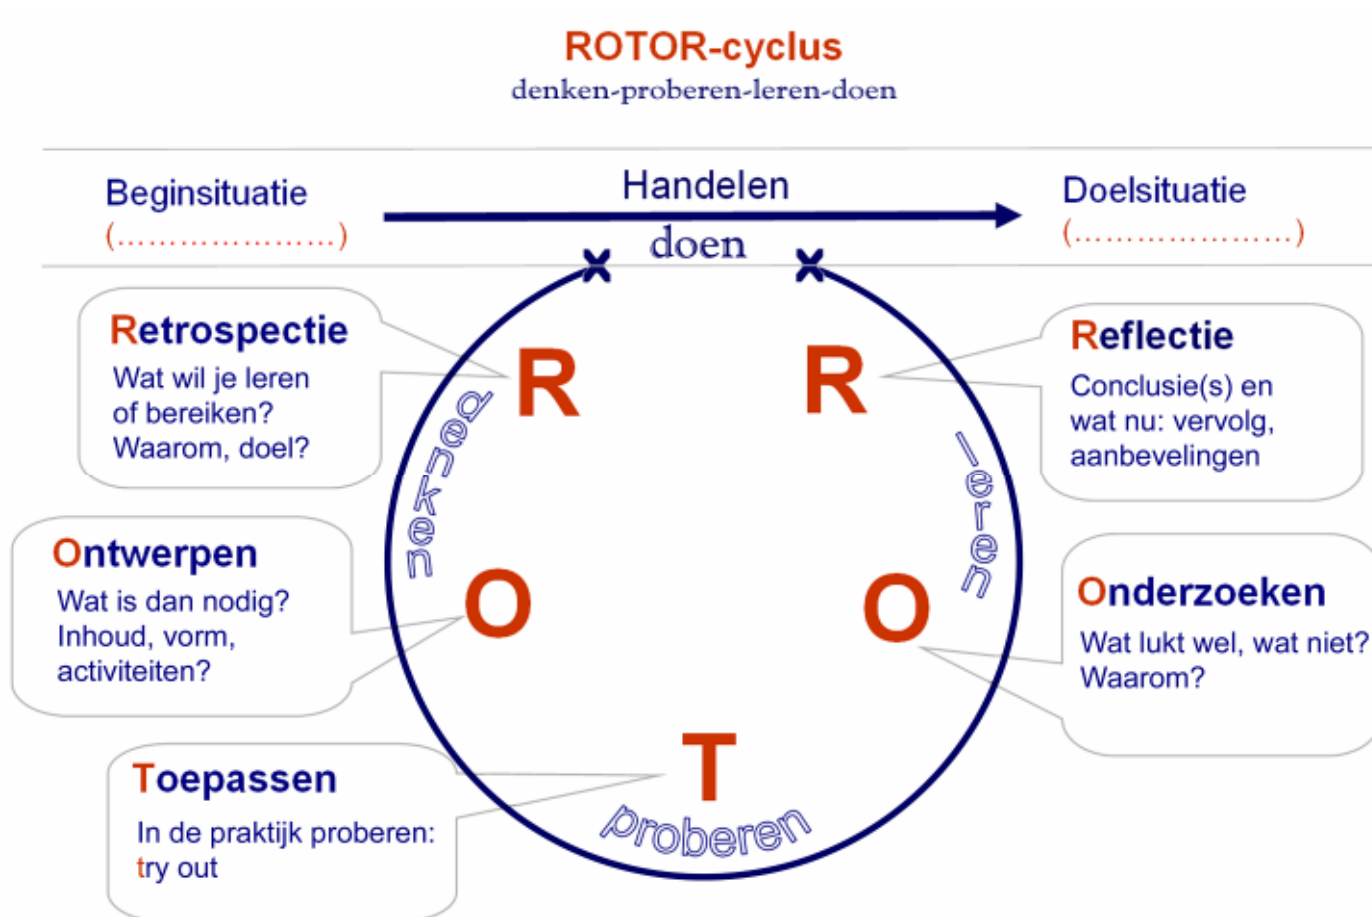 ROTOR-cyclus
denken-proberen-leren-doen
Beginsituatie
(.....................)
Handelen
doen
Doelsituatie
(.....................)
Retrospectie
Wat wil je leren
of bereiken?
Waarom, doel?
R
denken
Ontwerpen
Wat is dan nodig?
Inhoud, vorm,
activiteiten?
O
Toepassen
In de praktijk proberen:
try out
T
proberen
Onderzoeken
Wat lukt wel, wat niet?
Waarom?
O
leren
Reflectie
Conclusie(s) en
wat nu: vervolg,
aanbevelingen
R